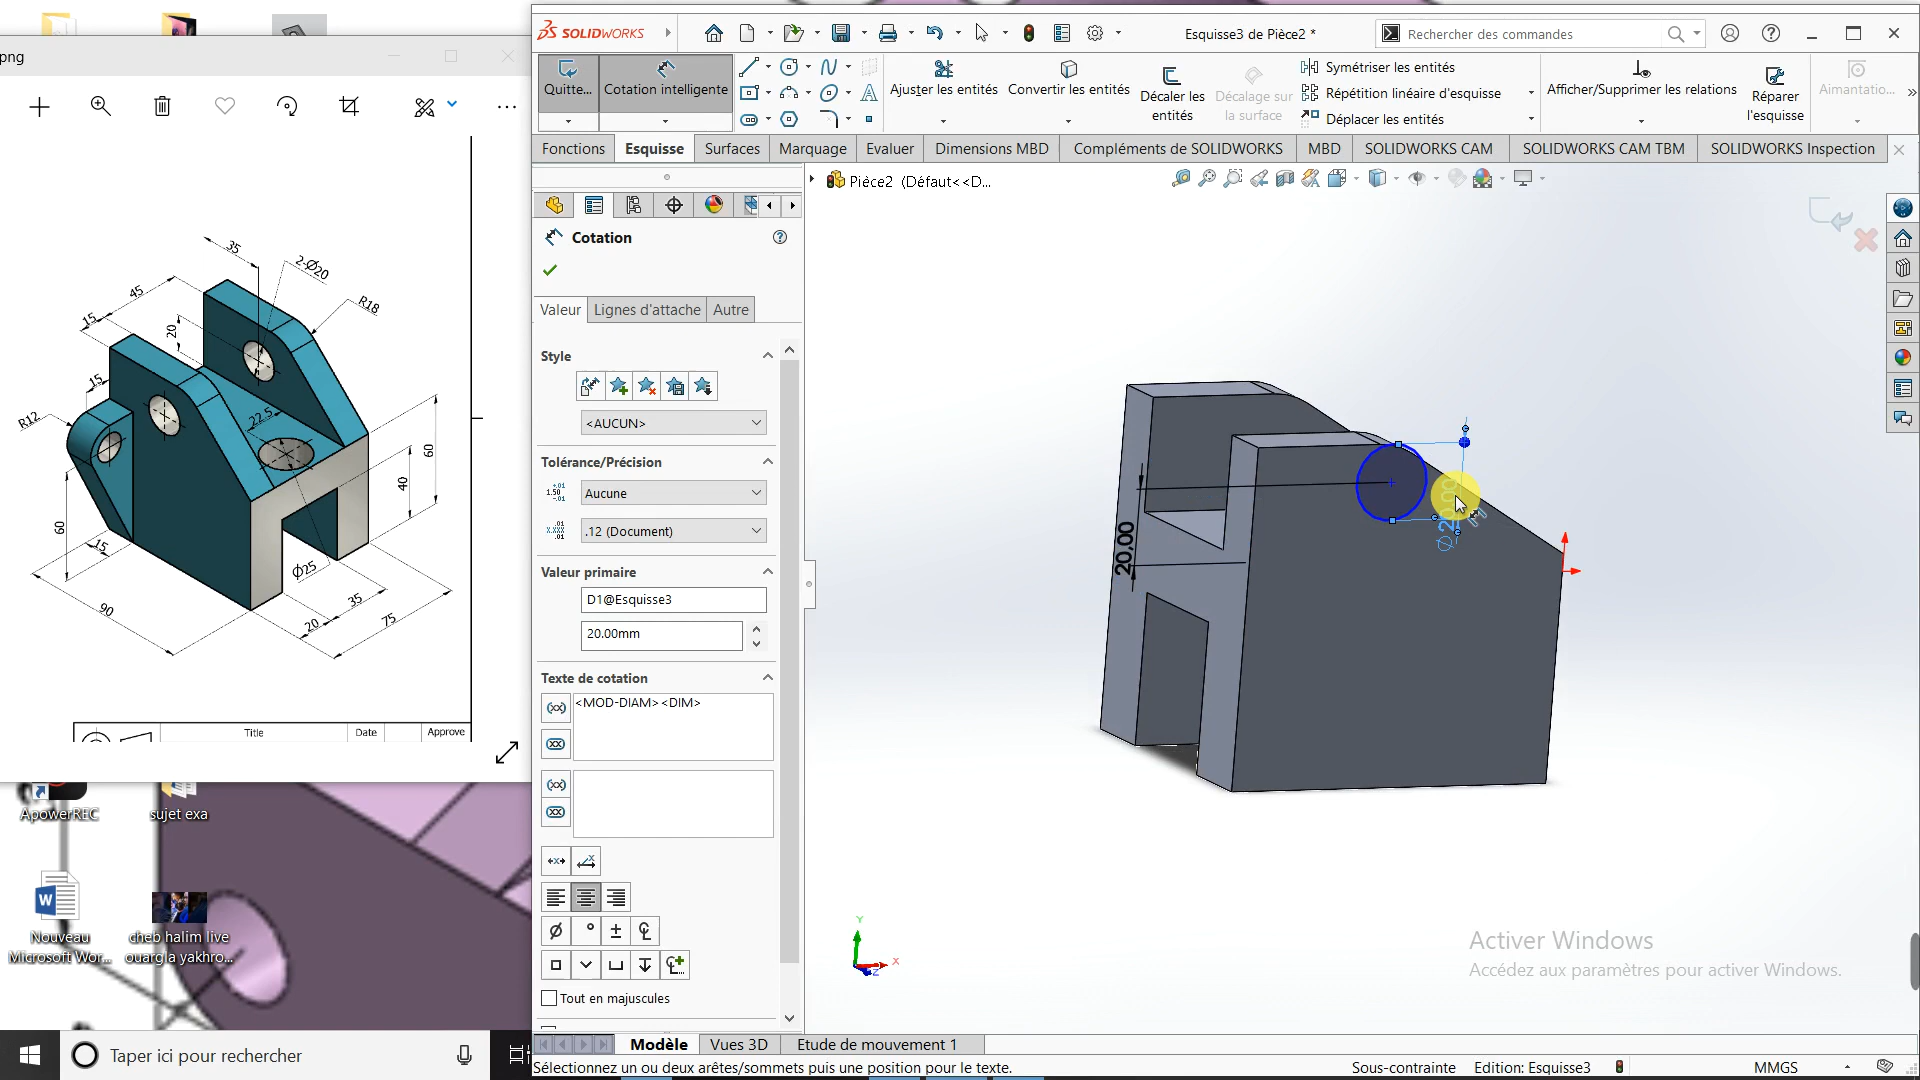 png
SOLIDWORKS
Esquisse3 de Pièce2 *
Rechercher des commandes
Quitte...
Cotation intelligente
Ajuster les entités
Convertir les entités
Décaler les entités
Décalage sur la surface
Symétriser les entités
Répétition linéaire d'esquisse
Déplacer les entités
Afficher/Supprimer les relations
Réparer l'esquisse
Aimantatio...
Fonctions
Esquisse
Surfaces
Marquage
Evaluer
Dimensions MBD
Compléments de SOLIDWORKS
MBD
SOLIDWORKS CAM
SOLIDWORKS CAM TBM
SOLIDWORKS Inspection
Pièce2 (Défaut<<D...
Cotation
Valeur
Lignes d'attache
Autre
Style
<AUCUN>
Tolérance/Précision
Aucune
.12 (Document)
Valeur primaire
D1@Esquisse3
20.00mm
Texte de cotation
<MOD-DIAM><DIM>
Tout en majuscules
35
2-Ø20
45
R18
15
20
15
R12
22.5
60
40
60
15
Ø25
90
35
20
75
Title
Date
Approve
20,00
Y
X
Z
ApowerREC
sujet exa
Nouveau
Microsoft Wor...
cheb halim live
ouargla yakhro...
Activer Windows
Accédez aux paramètres pour activer Windows.
Modèle
Vues 3D
Etude de mouvement 1
Taper ici pour rechercher
Sélectionnez un ou deux arêtes/sommets puis une position pour le texte.
Sous-contrainte
Edition: Esquisse3
MMGS